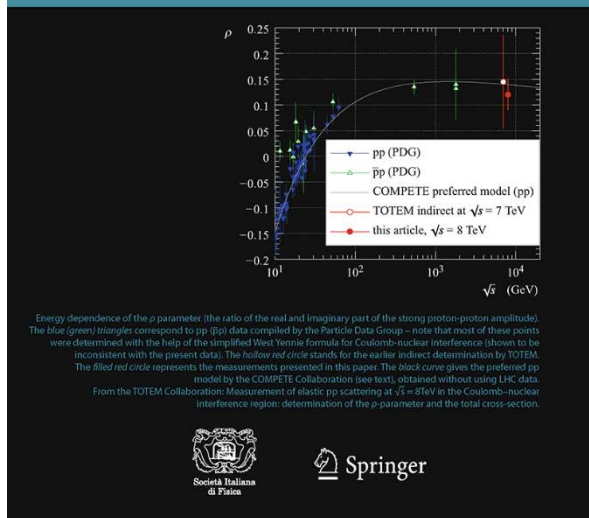 ρ
0.25
0.2
0.15
0.1
0.05
0
−0.05
−0.1
−0.15
−0.2
pp (PDG)
p̄p (PDG)
COMPETE preferred model (pp)
TOTEM indirect at √s = 7 TeV
this article, √s = 8 TeV
10¹ 10² 10³ 10⁴
√s (GeV)
Energy dependence of the ρ parameter (the ratio of the real and imaginary part of the strong proton-proton amplitude).
The blue (green) triangles correspond to pp (p̄p) data compiled by the Particle Data Group – note that most of these points
were determined with the help of the simplified West Yennie formula for Coulomb-nuclear interference (shown to be
inconsistent with the present data). The hollow red circle stands for the earlier indirect determination by TOTEM.
The filled red circle represents the measurements presented in this paper. The black curve gives the preferred pp
model by the COMPETE Collaboration (see text), obtained without using LHC data.
From the TOTEM Collaboration: Measurement of elastic pp scattering at √s = 8TeV in the Coulomb–nuclear
interference region: determination of the ρ-parameter and the total cross-section.
Società Italiana
di Fisica
Springer